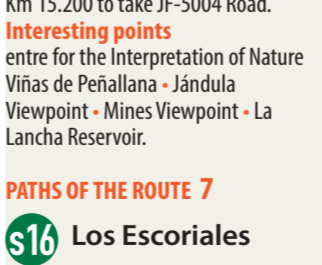 Km 15.200 to take JF-5004 Road.
Interesting points
entre for the Interpretation of Nature
Viñas de Peñallana • Jándula
Viewpoint • Mines Viewpoint • La
Lancha Reservoir.
PATHS OF THE ROUTE 7
s16 Los Escoriales